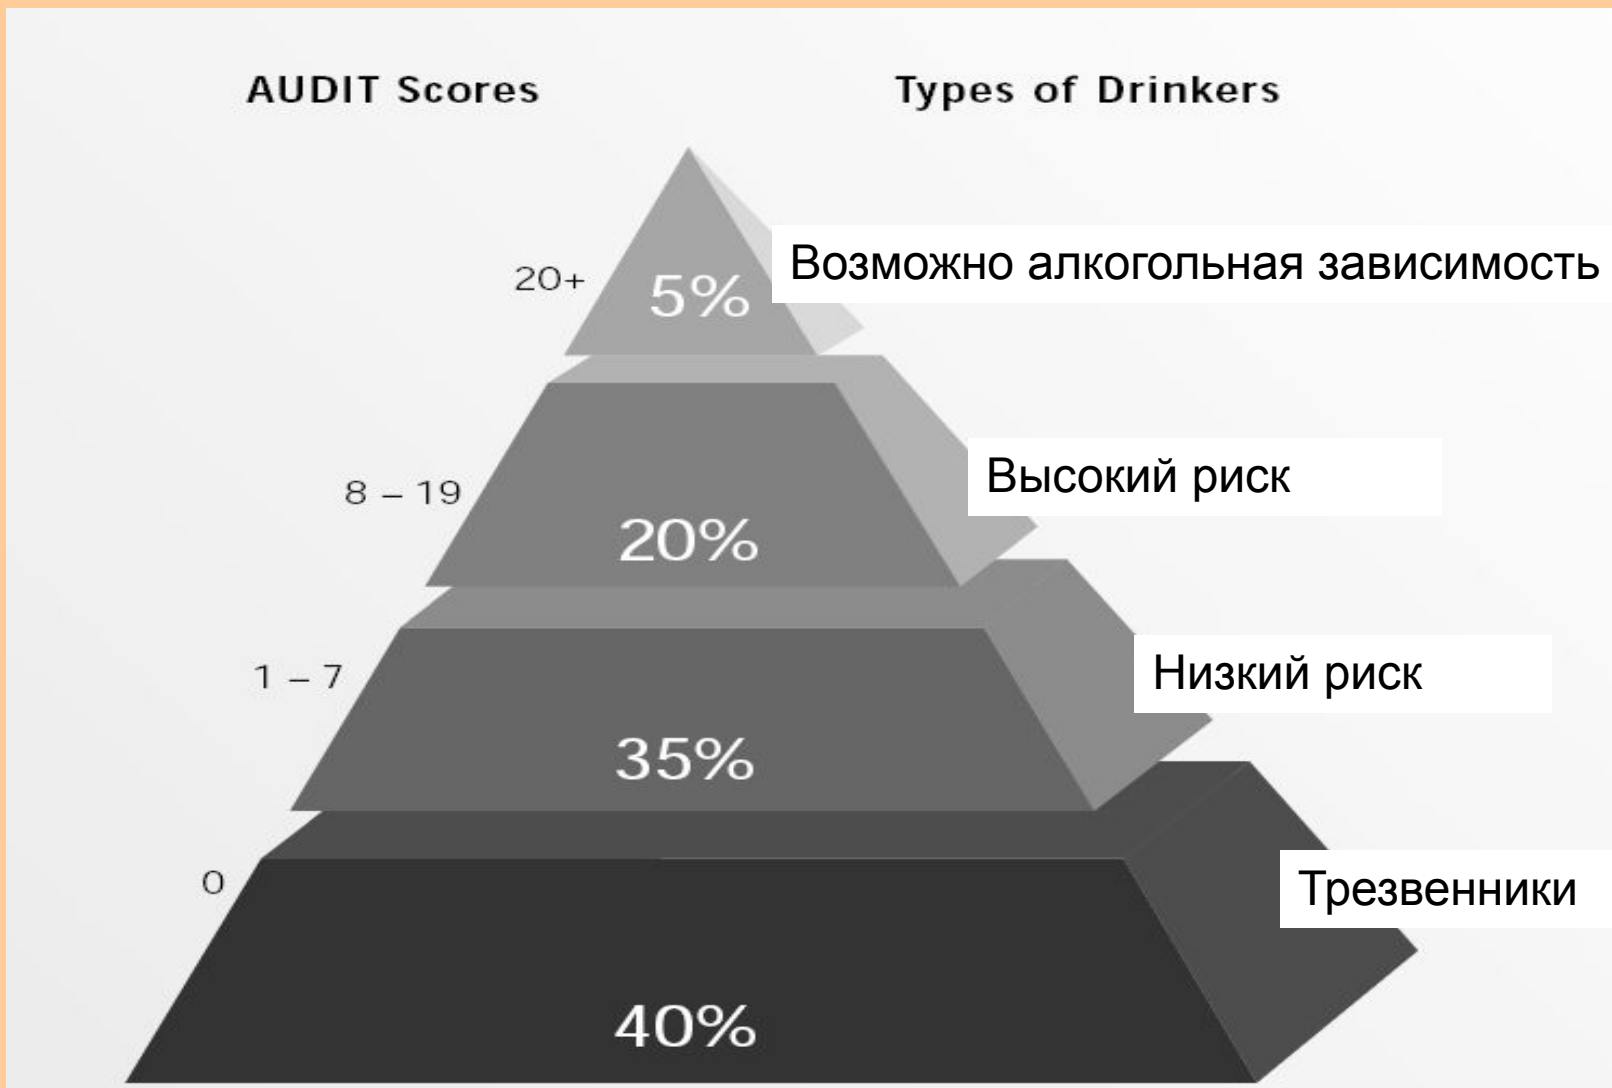 AUDIT Scores
Types of Drinkers
20+
5%
Возможно алкогольная зависимость
8 – 19
20%
Высокий риск
1 – 7
35%
Низкий риск
0
40%
Трезвенники